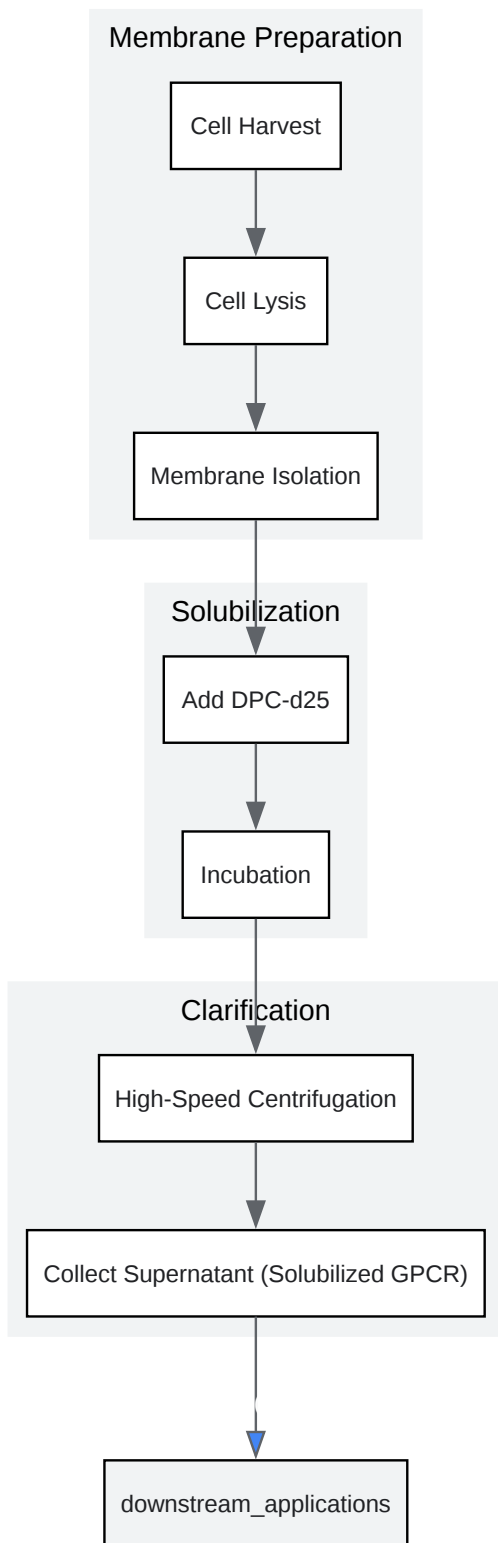 Membrane Preparation
Cell Harvest
Cell Lysis
Membrane Isolation
Solubilization
Add DPC-d25
Incubation
Clarification
High-Speed Centrifugation
Collect Supernatant (Solubilized GPCR)
downstream_applications